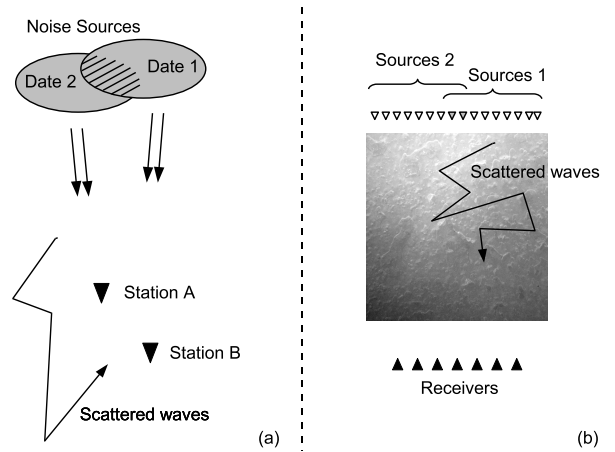 Noise Sources
Date 2
Date 1
Station A
Station B
Scattered waves
(a)
Sources 2
Sources 1
Scattered waves
Receivers
(b)